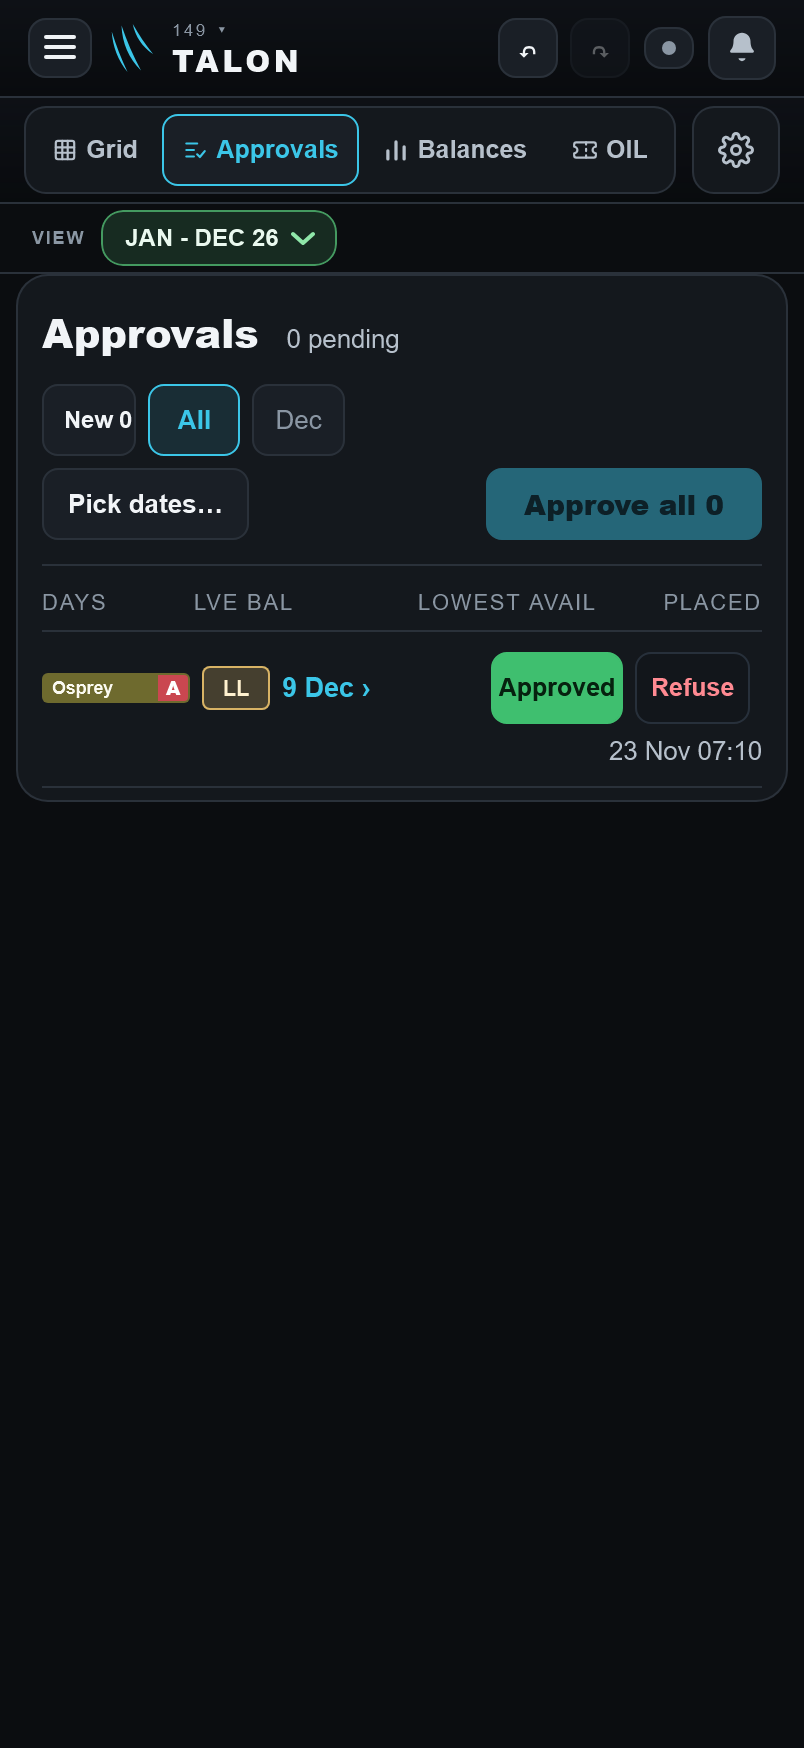 149 ▾
TALON
Grid Approvals Balances OIL
VIEW JAN - DEC 26
Approvals 0 pending
New 0 All Dec
Pick dates... Approve all 0
DAYS LVE BAL LOWEST AVAIL PLACED
Osprey A LL 9 Dec › Approved Refuse
23 Nov 07:10